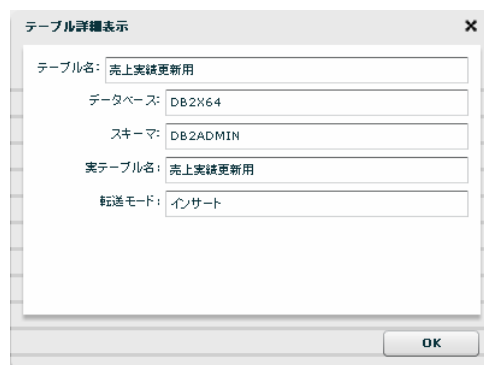 テーブル詳細表示
テーブル名: 売上実績更新用
データベース: DB2X64
スキーマ: DB2ADMIN
実テーブル名: 売上実績更新用
転送モード: インサート
OK